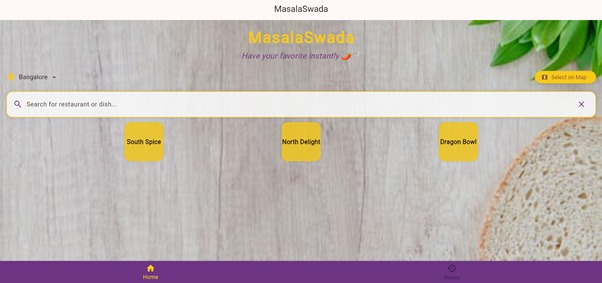 MasalaSwada
MasalaSwada
Have your favorite instantly
Bangalore
Select on Map
Search for restaurant or dish...
South Spice
North Delight
Dragon Bowl
Home